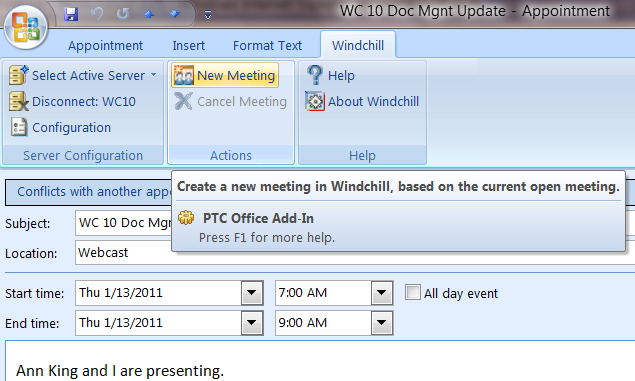 WC 10 Doc Mgnt Update - Appointment
Appointment Insert Format Text Windchill
Select Active Server New Meeting Help
Disconnect: WC10 Cancel Meeting About Windchill
Configuration
Server Configuration Actions Help
Create a new meeting in Windchill, based on the current open meeting.
PTC Office Add-In
Press F1 for more help.
Conflicts with another
Subject: WC 10 Doc
Location: Webcast
Start time: Thu 1/13/2011 7:00 AM All day event
End time: Thu 1/13/2011 9:00 AM
Ann King and I are presenting.